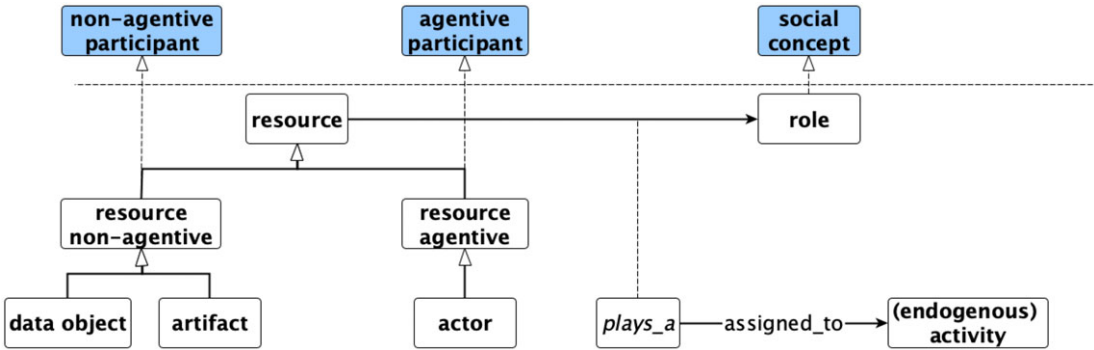 non-agentive
participant
agentive
participant
social
concept
resource
role
resource
non-agentive
resource
agentive
data object
artifact
actor
plays_a
assigned_to
(endogenous)
activity